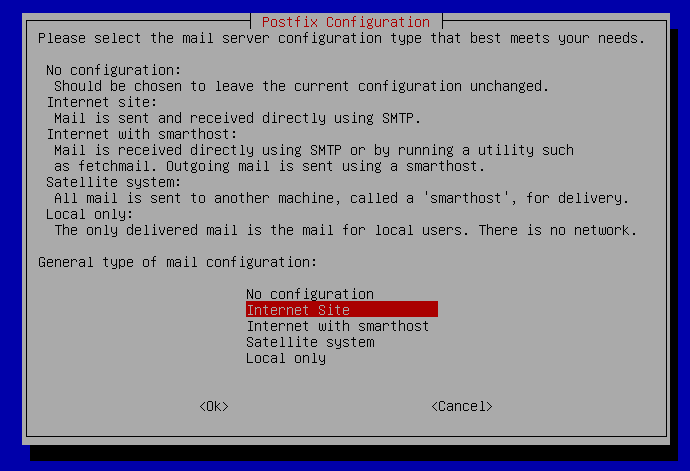 Postfix Configuration
Please select the mail server configuration type that best meets your needs.
No configuration:
Should be chosen to leave the current configuration unchanged.
Internet site:
Mail is sent and received directly using SMTP.
Internet with smarthost:
Mail is received directly using SMTP or by running a utility such
as fetchmail. Outgoing mail is sent using a smarthost.
Satellite system:
All mail is sent to another machine, called a 'smarthost', for delivery.
Local only:
The only delivered mail is the mail for local users. There is no network.
General type of mail configuration:
No configuration
Internet Site
Internet with smarthost
Satellite system
Local only
<Ok> <Cancel>